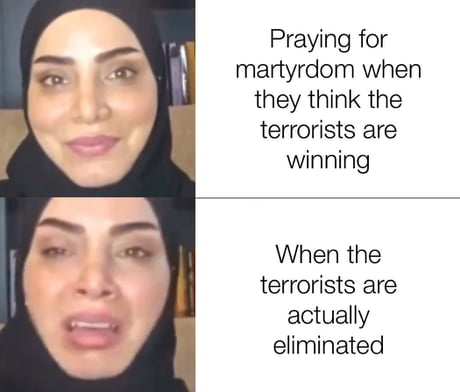 Praying for
martyrdom when
they think the
terrorists are
winning
When the
terrorists are
actually
eliminated